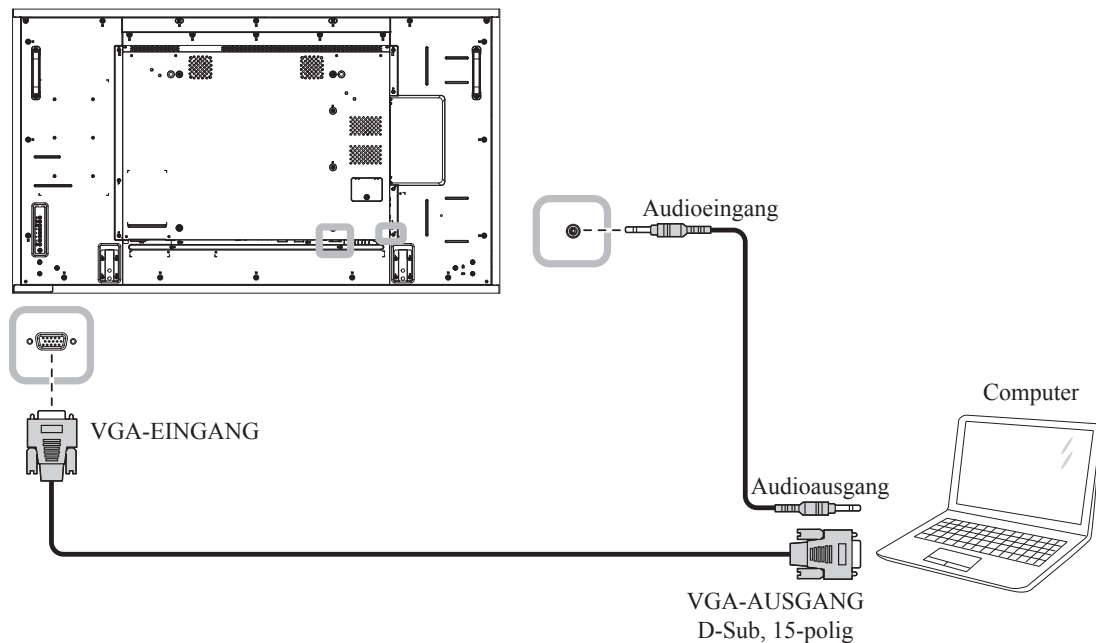 Audioeingang
VGA-EINGANG
Computer
Audioausgang
VGA-AUSGANG
D-Sub, 15-polig